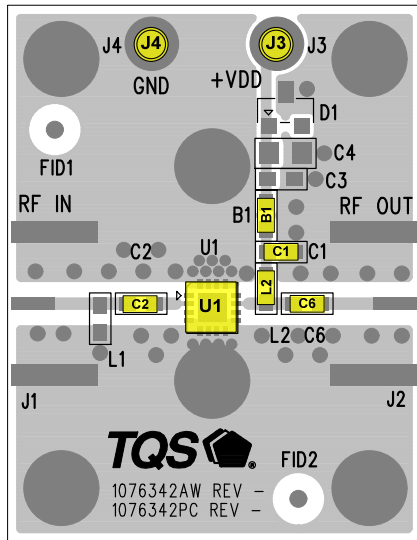 J4 J4 J3 J3
GND +VDD
D1
FID1
C4
C3
RF IN B1 B1 RF OUT
C2 U1 C1 C1
L2
C2 U1 C6
L1 L2 C6
J1 J2
TQS FID2
1076342AW REV -
1076342PC REV -